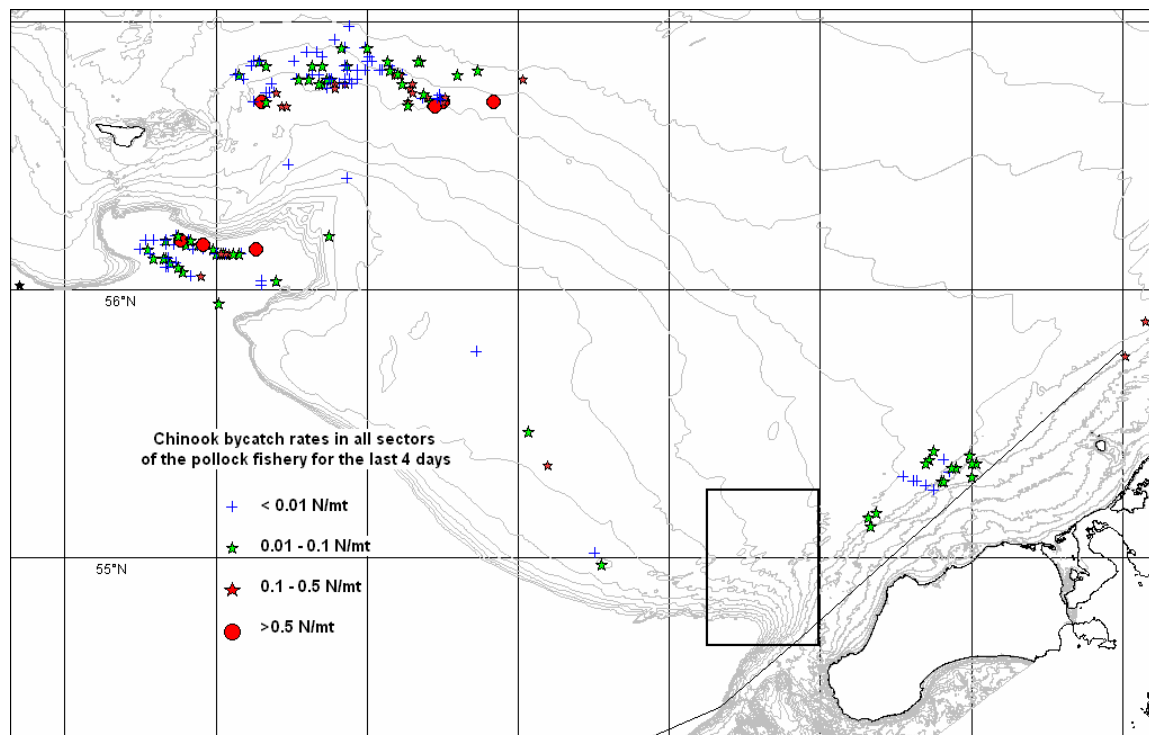 56°N
Chinook bycatch rates in all sectors
of the pollock fishery for the last 4 days
< 0.01 N/mt
0.01 - 0.1 N/mt
55°N
0.1 - 0.5 N/mt
>0.5 N/mt